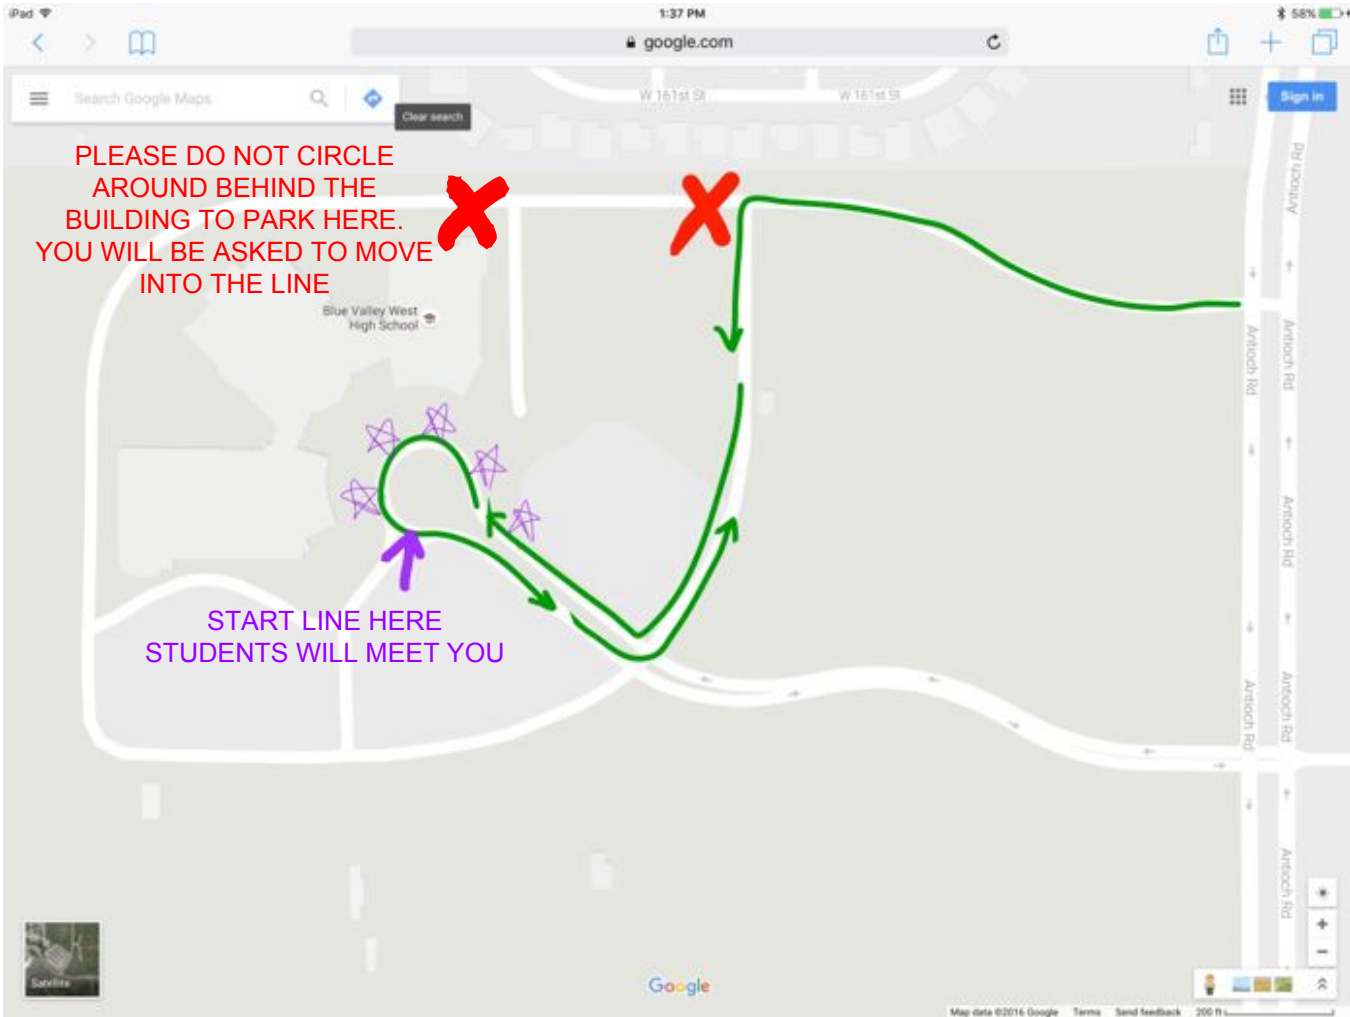 iPad
1:37 PM
58%
google.com
Search Google Maps
Clear search
W 161st St
W 161st St
Sign in
PLEASE DO NOT CIRCLE
AROUND BEHIND THE
BUILDING TO PARK HERE.
YOU WILL BE ASKED TO MOVE
INTO THE LINE
Blue Valley West
High School
Antioch Rd
Antioch Rd
Antioch Rd
Antioch Rd
Antioch Rd
Antioch Rd
Antioch Rd
START LINE HERE
STUDENTS WILL MEET YOU
Satellite
Google
Map data ©2016 Google Terms Send feedback 200 ft